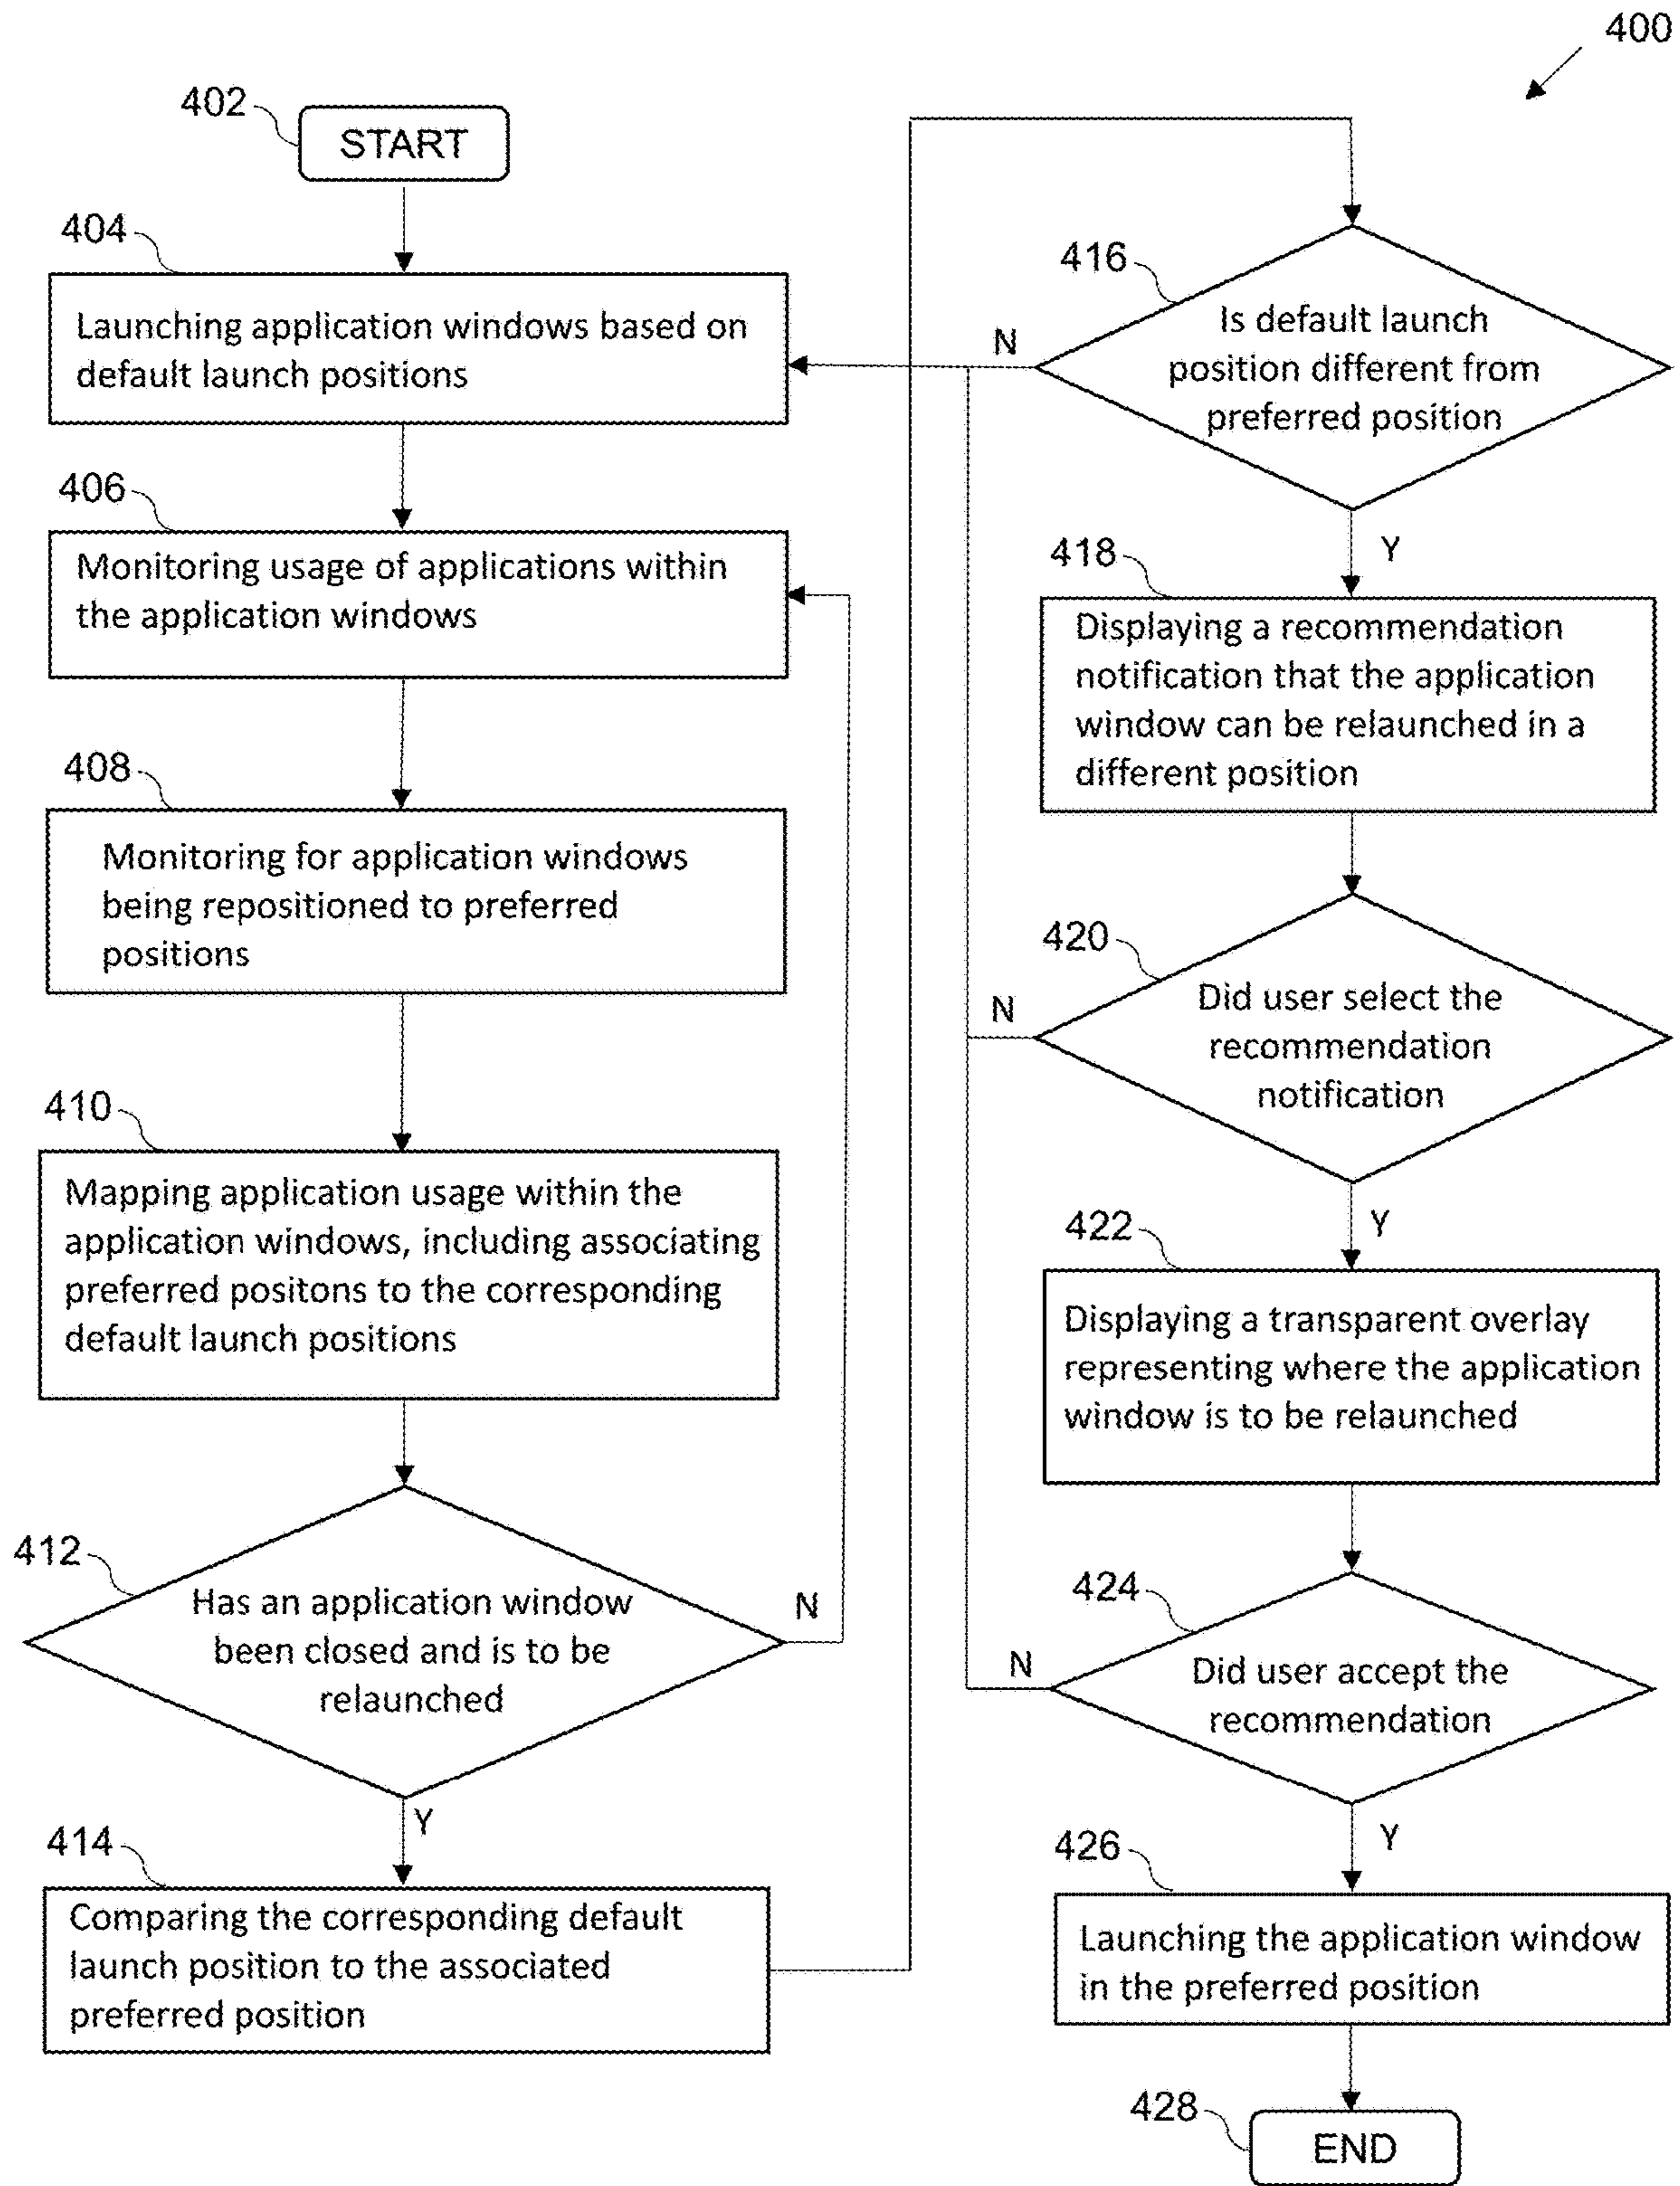 400
402
START
404
Launching application windows based on
default launch positions
406
Monitoring usage of applications within
the application windows
408
Monitoring for application windows
being repositioned to preferred
positions
410
Mapping application usage within the
application windows, including associating
preferred positons to the corresponding
default launch positions
412
Has an application window
been closed and is to be
relaunched
N
Y
414
Comparing the corresponding default
launch position to the associated
preferred position
416
Is default launch
position different from
preferred position
N
Y
418
Displaying a recommendation
notification that the application
window can be relaunched in a
different position
420
Did user select the
recommendation
notification
N
Y
422
Displaying a transparent overlay
representing where the application
window is to be relaunched
424
Did user accept the
recommendation
N
Y
426
Launching the application window
in the preferred position
428
END